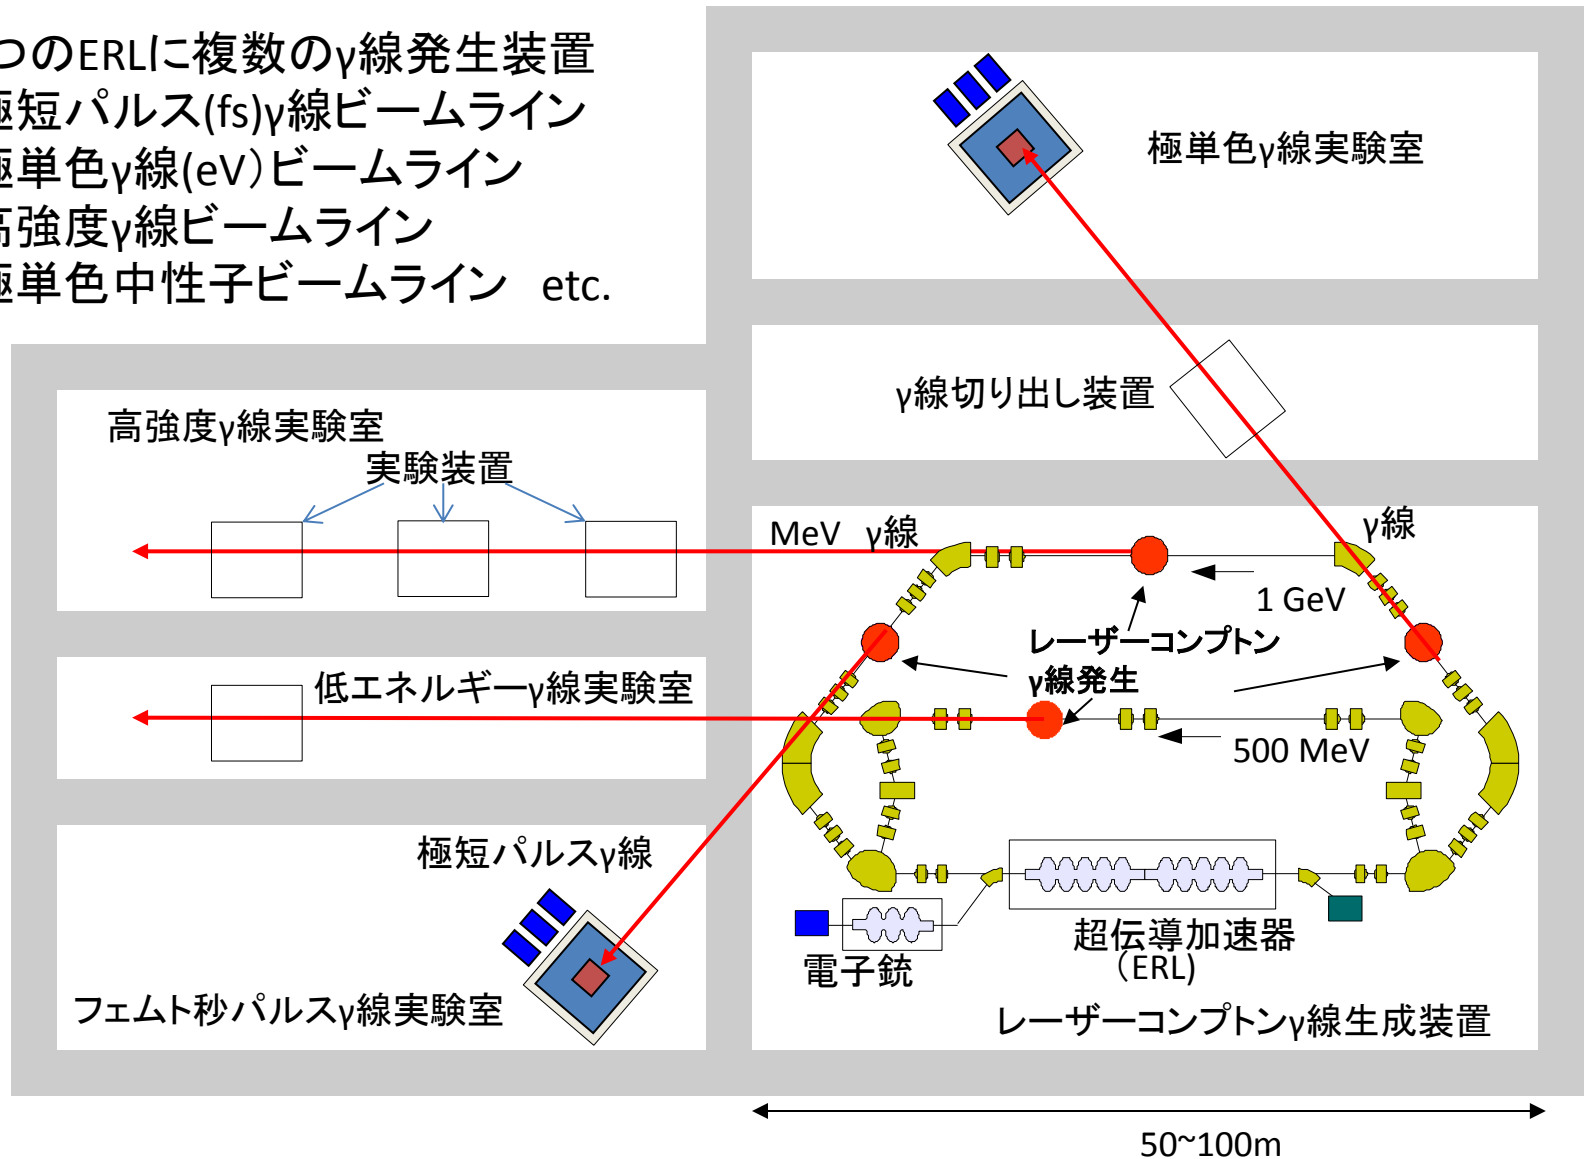 つのERLに複数のγ線発生装置
極短パルス(fs)γ線ビームライン
極単色γ線(eV)ビームライン
高強度γ線ビームライン
極単色中性子ビームライン etc.
極単色γ線実験室
γ線切り出し装置
高強度γ線実験室
実験装置
MeV γ線
γ線
1 GeV
レーザーコンプトン
γ線発生
低エネルギーγ線実験室
500 MeV
極短パルスγ線
フェムト秒パルスγ線実験室
電子銃
超伝導加速器
(ERL)
レーザーコンプトンγ線生成装置
50~100m